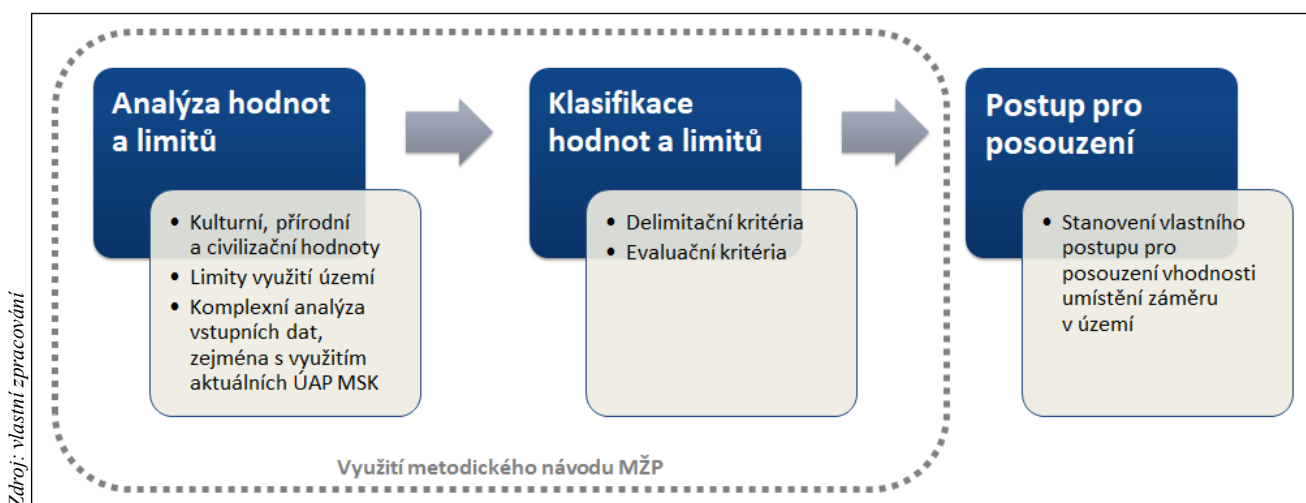 Analýza hodnot
a limitů
• Kulturní, přírodní
a civilizační hodnoty
• Limity využití území
• Komplexní analýza
vstupních dat,
zejména s využitím
aktuálních ÚAP MSK
Klasifikace
hodnot a limitů
• Delimitační kritéria
• Evaluační kritéria
Postup pro
posouzení
• Stanovení vlastního
postupu pro
posouzení vhodnosti
umístění záměru
v území
Využití metodického návodu MŽP
Zdroj: vlastní zpracování